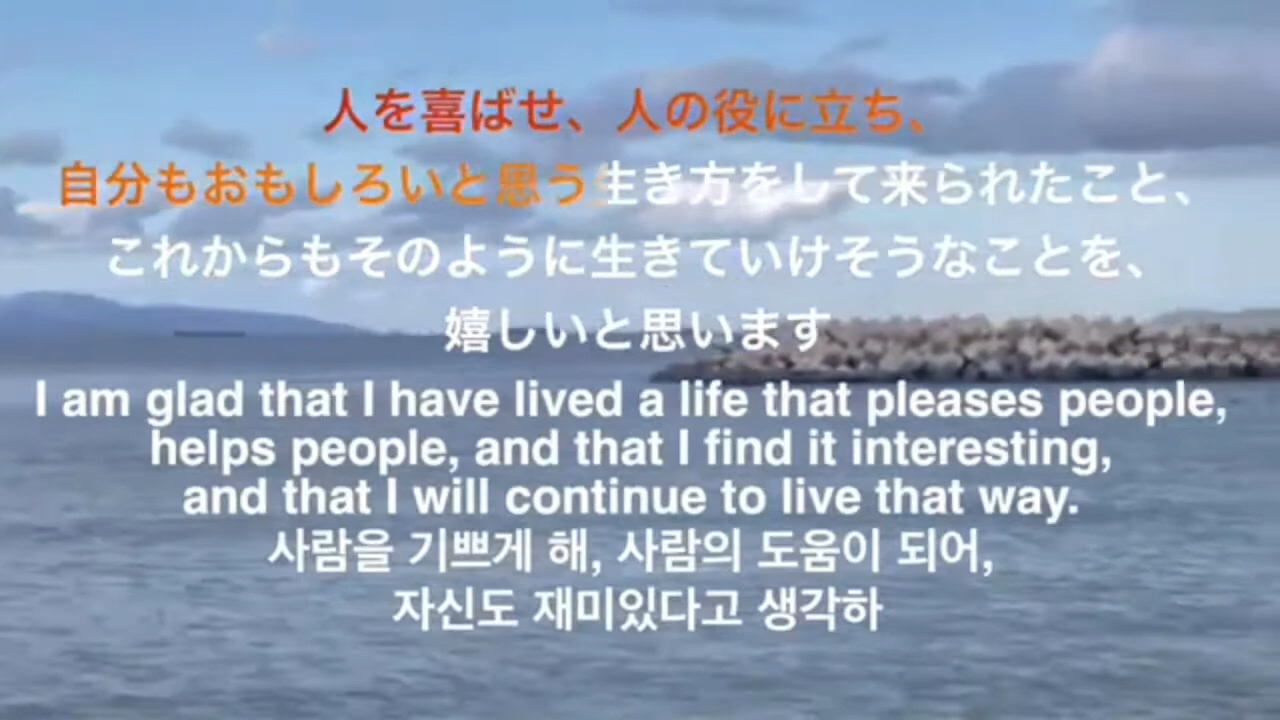 人を喜ばせ、人の役に立ち、
自分もおもしろいと思う生き方をして来られたこと、
これからもそのように生きていけそうなことを、
嬉しいと思います
I am glad that I have lived a life that pleases people,
helps people, and that I find it interesting,
and that I will continue to live that way.
사람을 기쁘게 해, 사람의 도움이 되어,
자신도 재미있다고 생각하